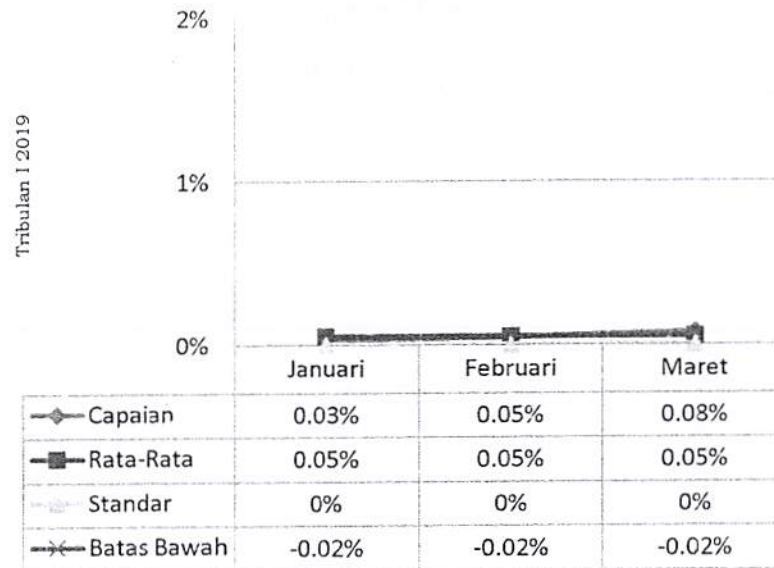 2%
Tribulan I 2019
1%
0%
Januari Februari Maret
Capaian 0.03% 0.05% 0.08%
Rata-Rata 0.05% 0.05% 0.05%
Standar 0% 0% 0%
Batas Bawah -0.02% -0.02% -0.02%